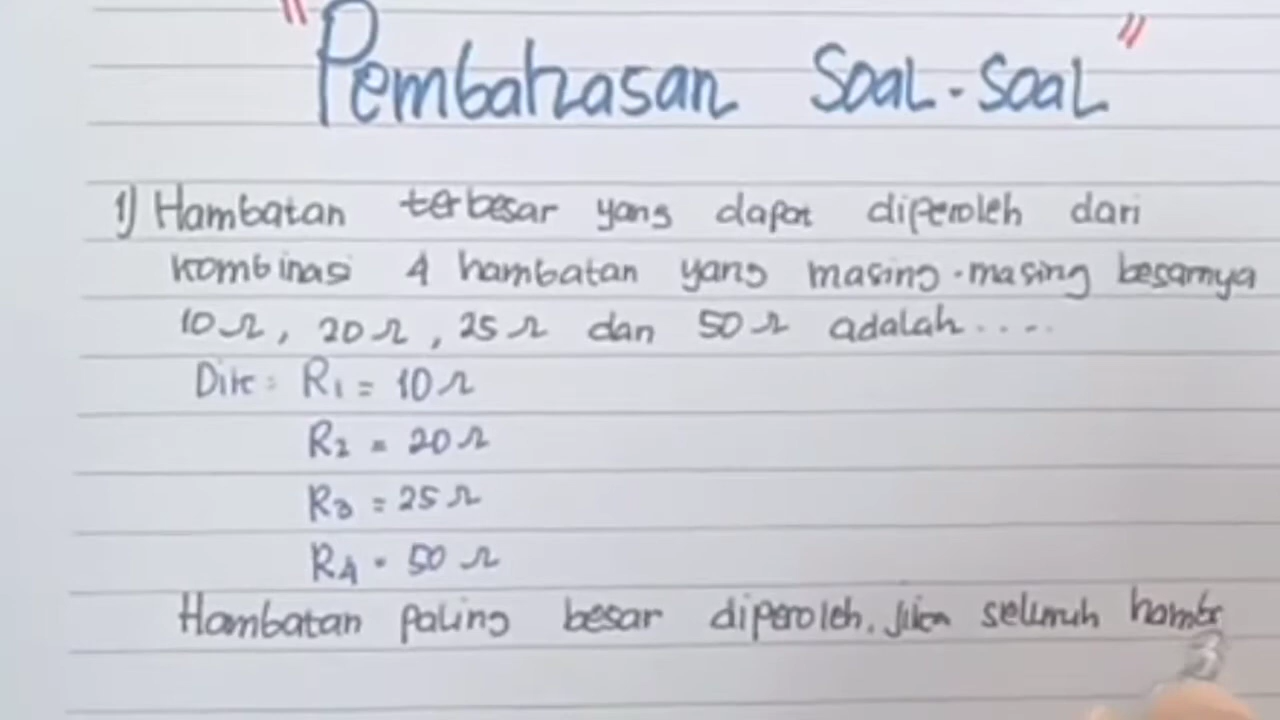 "Pembahasan Soal-Soal"
1) Hambatan terbesar yang dapat diperoleh dari
kombinasi 4 hambatan yang masing-masing besarnya
10Ω, 20Ω, 25Ω dan 50Ω adalah....
Dik: R1 = 10Ω
R2 = 20Ω
R3 = 25Ω
R4 = 50Ω
Hambatan paling besar diperoleh, jika seluruh